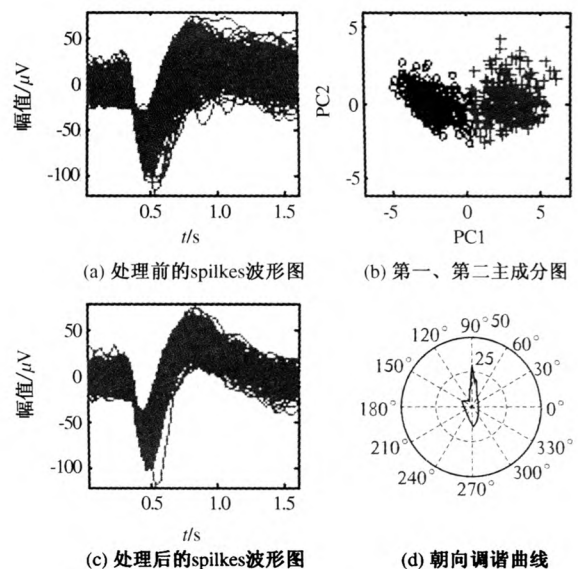 75
50
0
-50
-100
幅值/μV
0.5 1.0 1.5
t/s
(a) 处理前的spilkes波形图
5
0
-5
PC2
-5 0 5
PC1
(b) 第一、第二主成分图
50
0
-50
-100
幅值/μV
0.5 1.0 1.5
t/s
(c) 处理后的spilkes波形图
90° 50
120° 60°
25
150° 30°
180° 0°
210° 330°
240° 300°
270°
(d) 朝向调谐曲线